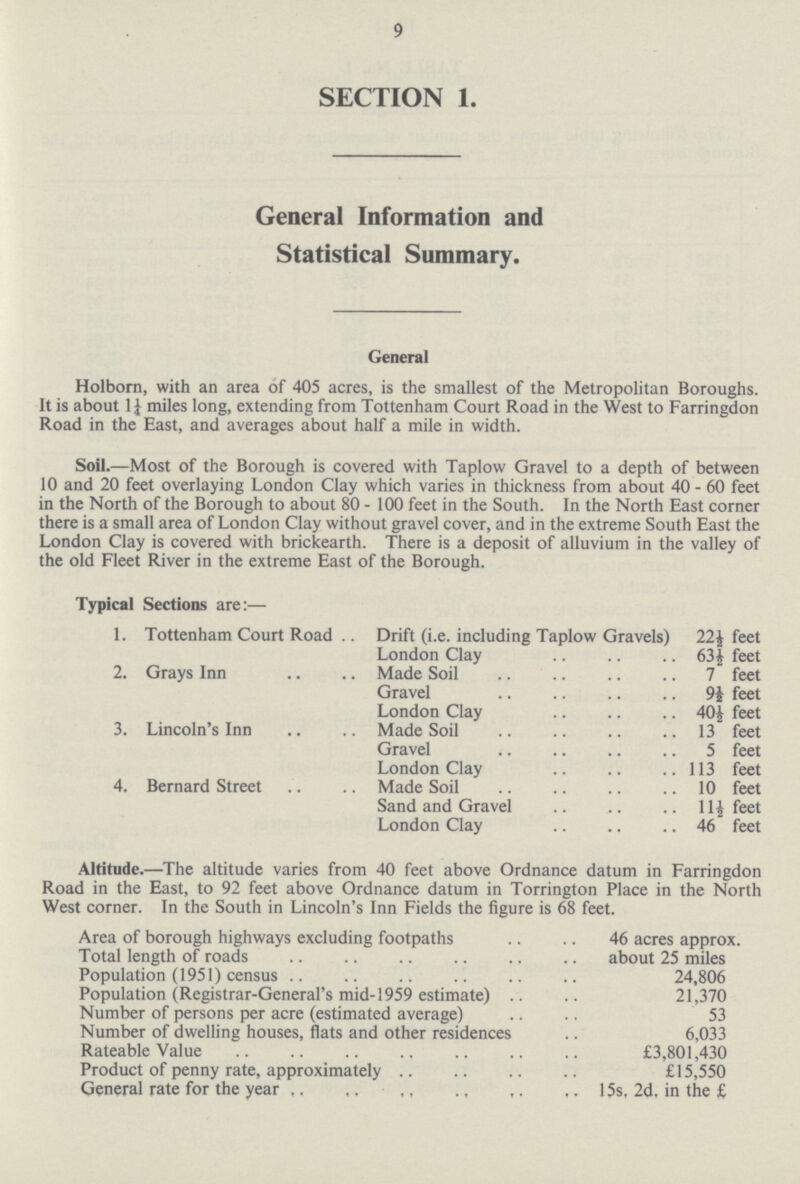 9
SECTION 1.
General Information and
Statistical Summary.
General
Holborn, with an area of 405 acres, is the smallest of the Metropolitan Boroughs.
It is about 1¼ miles long, extending from Tottenham Court Road in the West to Farringdon
Road in the East, and averages about half a mile in width.
Soil.—Most of the Borough is covered with Taplow Gravel to a depth of between
10 and 20 feet overlaying London Clay which varies in thickness from about 40 - 60 feet
in the North of the Borough to about 80 - 100 feet in the South. In the North East corner
there is a small area of London Clay without gravel cover, and in the extreme South East the
London Clay is covered with brickearth. There is a deposit of alluvium in the valley of
the old Fleet River in the extreme East of the Borough.
Typical Sections are:—
1. Tottenham Court Road .. Drift (i.e. including Taplow Gravels) 22½ feet
London Clay .. .. .. 63½ feet
2. Grays Inn .. .. Made Soil .. .. .. .. 7 feet
Gravel .. .. .. .. 9½ feet
London Clay .. .. .. 40½ feet
3. Lincoln's Inn .. .. Made Soil .. .. .. .. 13 feet
Gravel .. .. .. .. 5 feet
London Clay .. .. .. 113 feet
4. Bernard Street .. .. Made Soil .. .. .. .. 10 feet
Sand and Gravel .. .. .. 11½ feet
London Clay .. .. .. 46 feet
Altitude.—The altitude varies from 40 feet above Ordnance datum in Farringdon
Road in the East, to 92 feet above Ordnance datum in Torrington Place in the North
West corner. In the South in Lincoln's Inn Fields the figure is 68 feet.
Area of borough highways excluding footpaths .. .. 46 acres approx.
Total length of roads .. .. .. .. .. .. about 25 miles
Population (1951) census .. .. .. .. .. .. 24,806
Population (Registrar-General's mid-1959 estimate) .. .. 21,370
Number of persons per acre (estimated average) .. .. 53
Number of dwelling houses, flats and other residences .. 6,033
Rateable Value .. .. .. .. .. .. .. £3,801,430
Product of penny rate, approximately .. .. .. .. £15,550
General rate for the year .. .. .. .. .. .. 15s. 2d. in the £